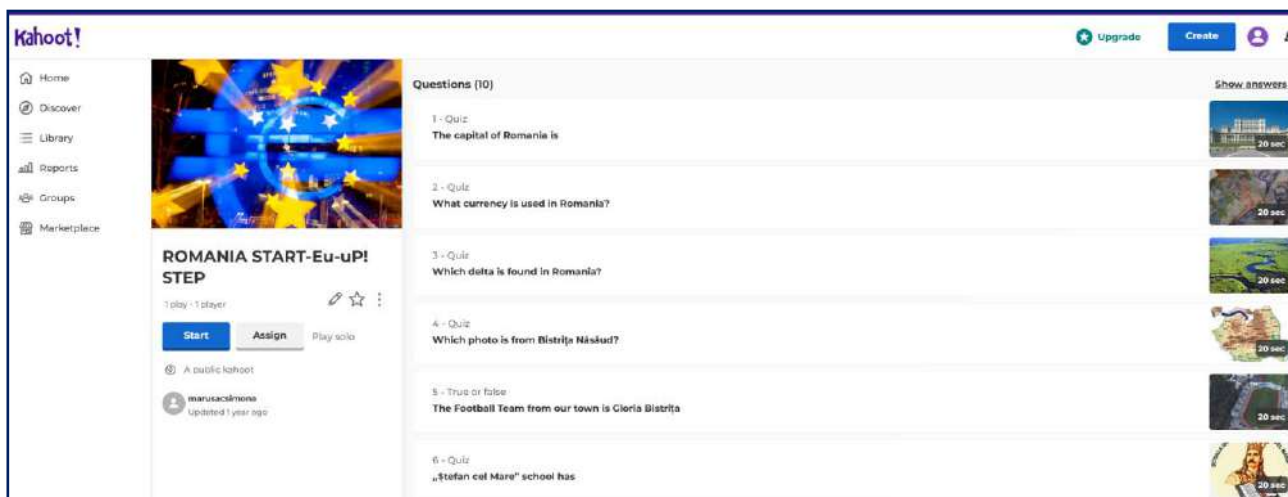 Kahoot!
Upgrade
Create
Home
Discover
Library
Reports
Groups
Marketplace
ROMANIA START-Eu-uP!
STEP
1 play · 1 player
Start
Assign
Play solo
A public kahoot
marusacsimona
Updated 1 year ago
Questions (10)
Show answers
1 - Quiz
The capital of Romania is
20 sec
2 - Quiz
What currency is used in Romania?
20 sec
3 - Quiz
Which delta is found in Romania?
20 sec
4 - Quiz
Which photo is from Bistrița Năsăud?
20 sec
5 - True or false
The Football Team from our town is Gloria Bistrița
20 sec
6 - Quiz
„Ștefan cel Mare” school has
20 sec